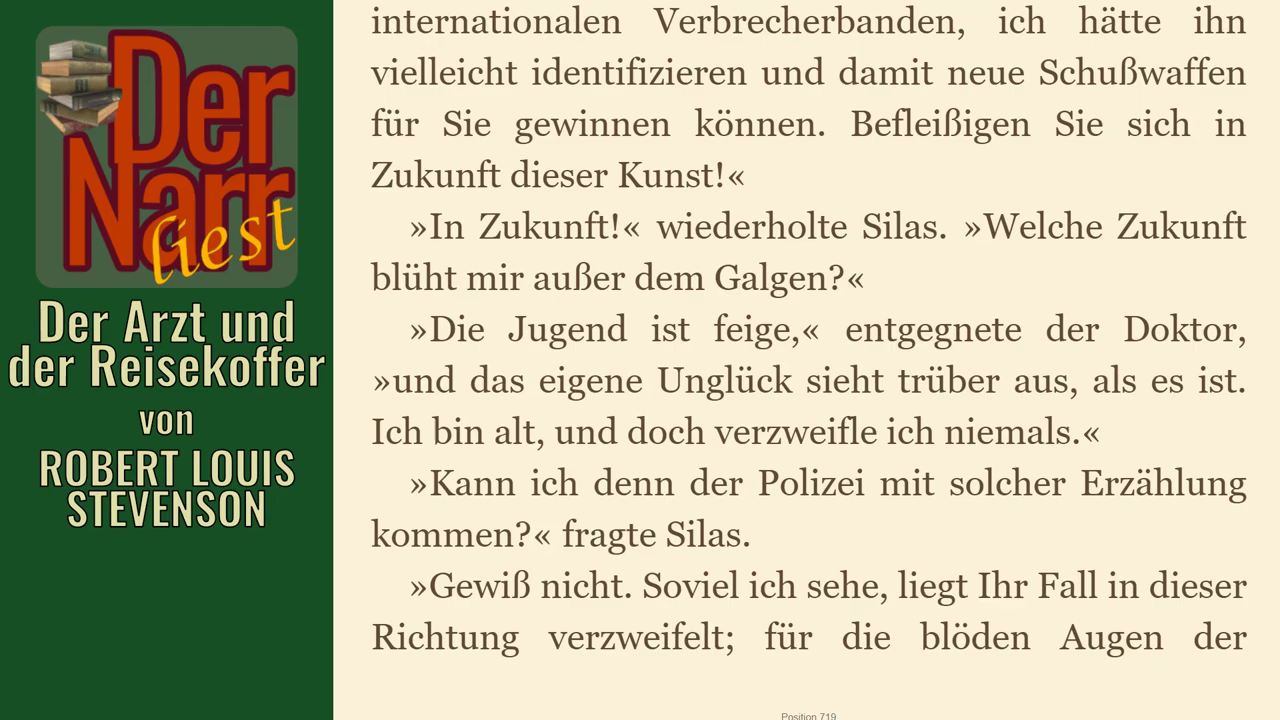 Der
Narr
liest
Der Arzt und
der Reisekoffer
von
ROBERT LOUIS
STEVENSON
internationalen Verbrecherbanden, ich hätte ihn
vielleicht identifizieren und damit neue Schußwaffen
für Sie gewinnen können. Befleißigen Sie sich in
Zukunft dieser Kunst!«
»In Zukunft!« wiederholte Silas. »Welche Zukunft
blüht mir außer dem Galgen?«
»Die Jugend ist feige,« entgegnete der Doktor,
»und das eigene Unglück sieht trüber aus, als es ist.
Ich bin alt, und doch verzweifle ich niemals.«
»Kann ich denn der Polizei mit solcher Erzählung
kommen?« fragte Silas.
»Gewiß nicht. Soviel ich sehe, liegt Ihr Fall in dieser
Richtung verzweifelt; für die blöden Augen der
Position 719